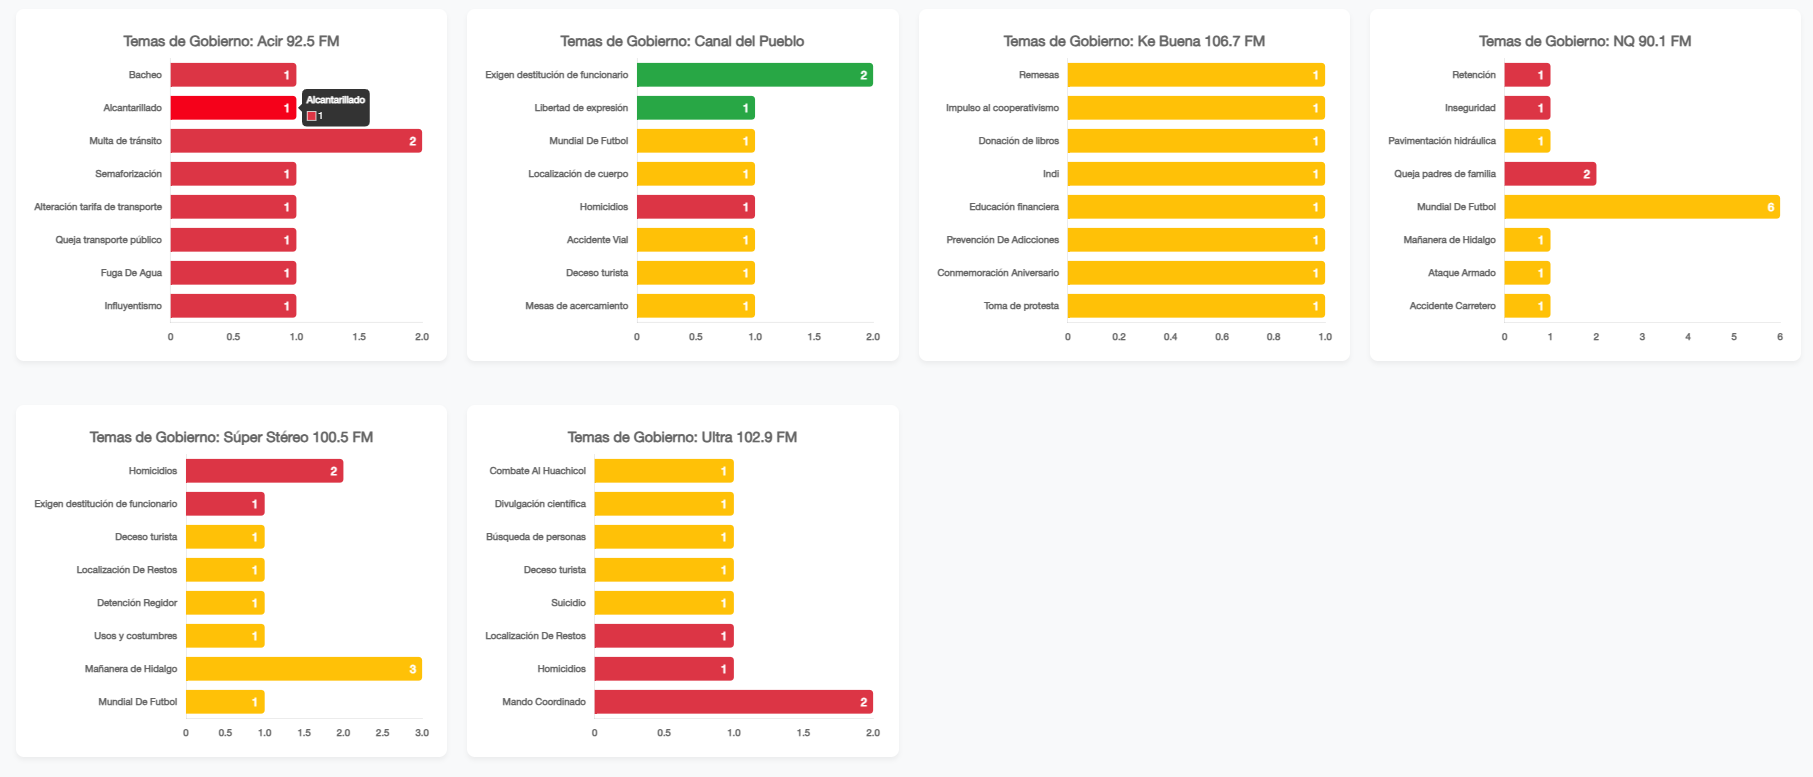 Temas de Gobierno: Acir 92.5 FM
Bacheo 1
Alcantarillado 1
Alcantarillado
1
Multa de tránsito 2
Semaforización 1
Alteración tarifa de transporte 1
Queja transporte público 1
Fuga De Agua 1
Influyentismo 1
0 0.5 1.0 1.5 2.0
Temas de Gobierno: Canal del Pueblo
Exigen destitución de funcionario 2
Libertad de expresión 1
Mundial De Futbol 1
Localización de cuerpo 1
Homicidios 1
Accidente Vial 1
Deceso turista 1
Mesas de acercamiento 1
0 0.5 1.0 1.5 2.0
Temas de Gobierno: Ke Buena 106.7 FM
Remesas 1
Impulso al cooperativismo 1
Donación de libros 1
Indi 1
Educación financiera 1
Prevención De Adicciones 1
Conmemoración Aniversario 1
Toma de protesta 1
0 0.2 0.4 0.6 0.8 1.0
Temas de Gobierno: NQ 90.1 FM
Retención 1
Inseguridad 1
Pavimentación hidráulica 1
Queja padres de familia 2
Mundial De Futbol 6
Mañanera de Hidalgo 1
Ataque Armado 1
Accidente Carretero 1
0 1 2 3 4 5 6
Temas de Gobierno: Súper Stéreo 100.5 FM
Homicidios 2
Exigen destitución de funcionario 1
Deceso turista 1
Localización De Restos 1
Detención Regidor 1
Usos y costumbres 1
Mañanera de Hidalgo 3
Mundial De Futbol 1
0 0.5 1.0 1.5 2.0 2.5 3.0
Temas de Gobierno: Ultra 102.9 FM
Combate Al Huachicol 1
Divulgación científica 1
Búsqueda de personas 1
Deceso turista 1
Suicidio 1
Localización De Restos 1
Homicidios 1
Mando Coordinado 2
0 0.5 1.0 1.5 2.0